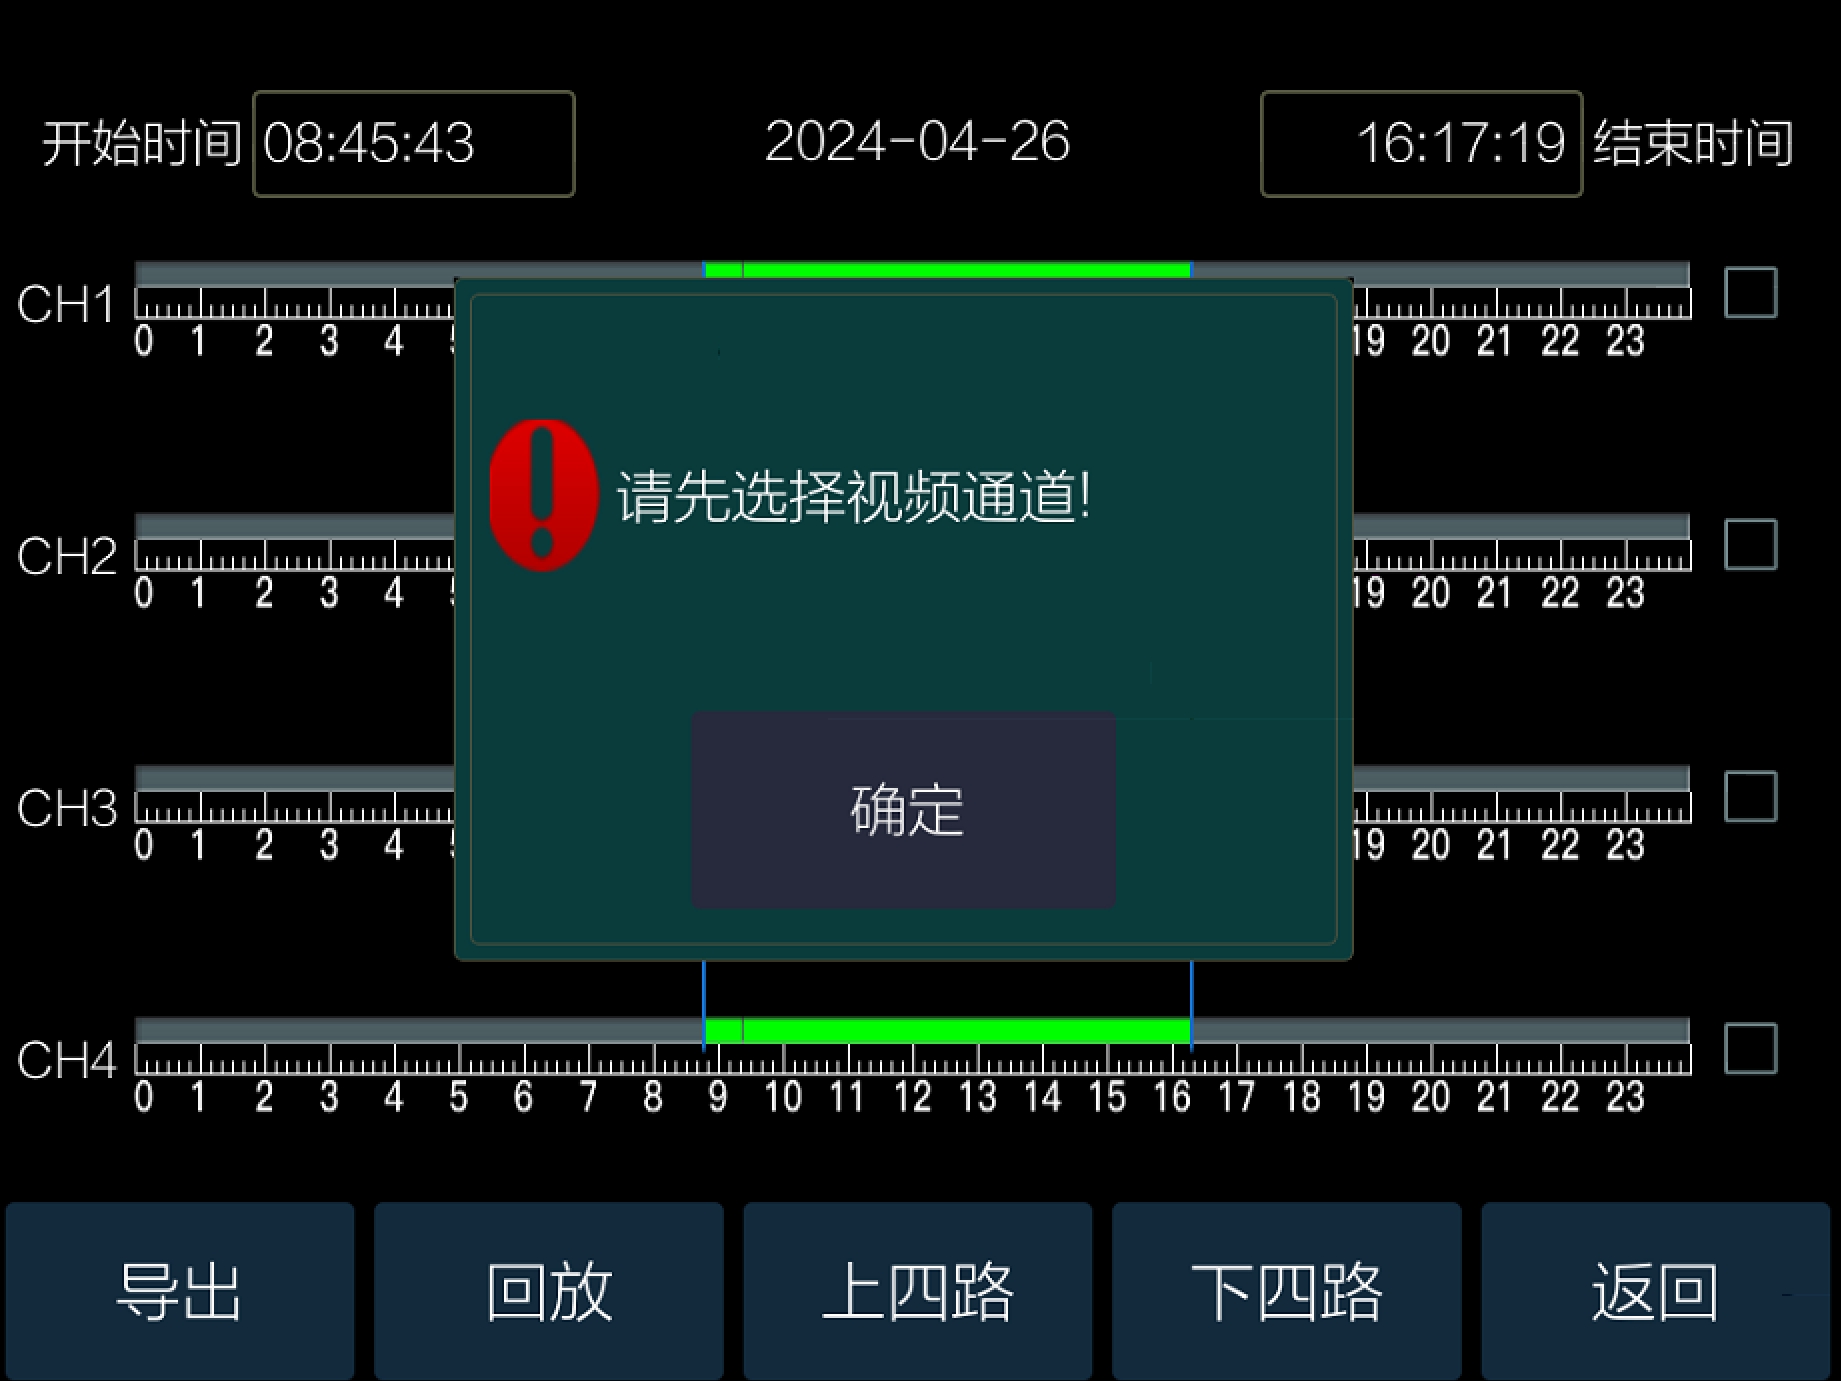 开始时间 08:45:43 2024-04-26 16:17:19 结束时间
CH1
0 1 2 3 4 19 20 21 22 23
请先选择视频通道!
CH2
0 1 2 3 4 19 20 21 22 23
确定
CH3
0 1 2 3 4 19 20 21 22 23
CH4
0 1 2 3 4 5 6 7 8 9 10 11 12 13 14 15 16 17 18 19 20 21 22 23
导出 回放 上四路 下四路 返回